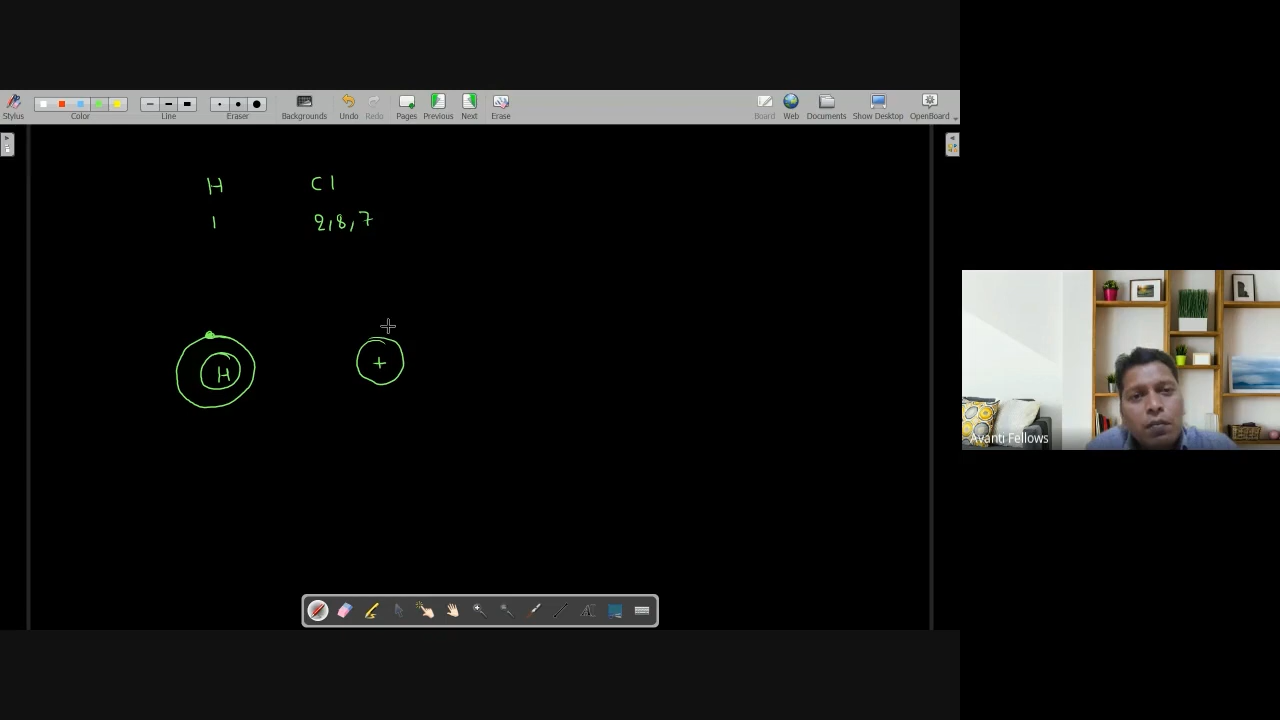 Stylus Color Line Eraser Backgrounds Undo Redo Pages Previous Next Erase Board Web Documents Show Desktop OpenBoard
H Cl
1 2,8,7
H +
Avanti Fellows